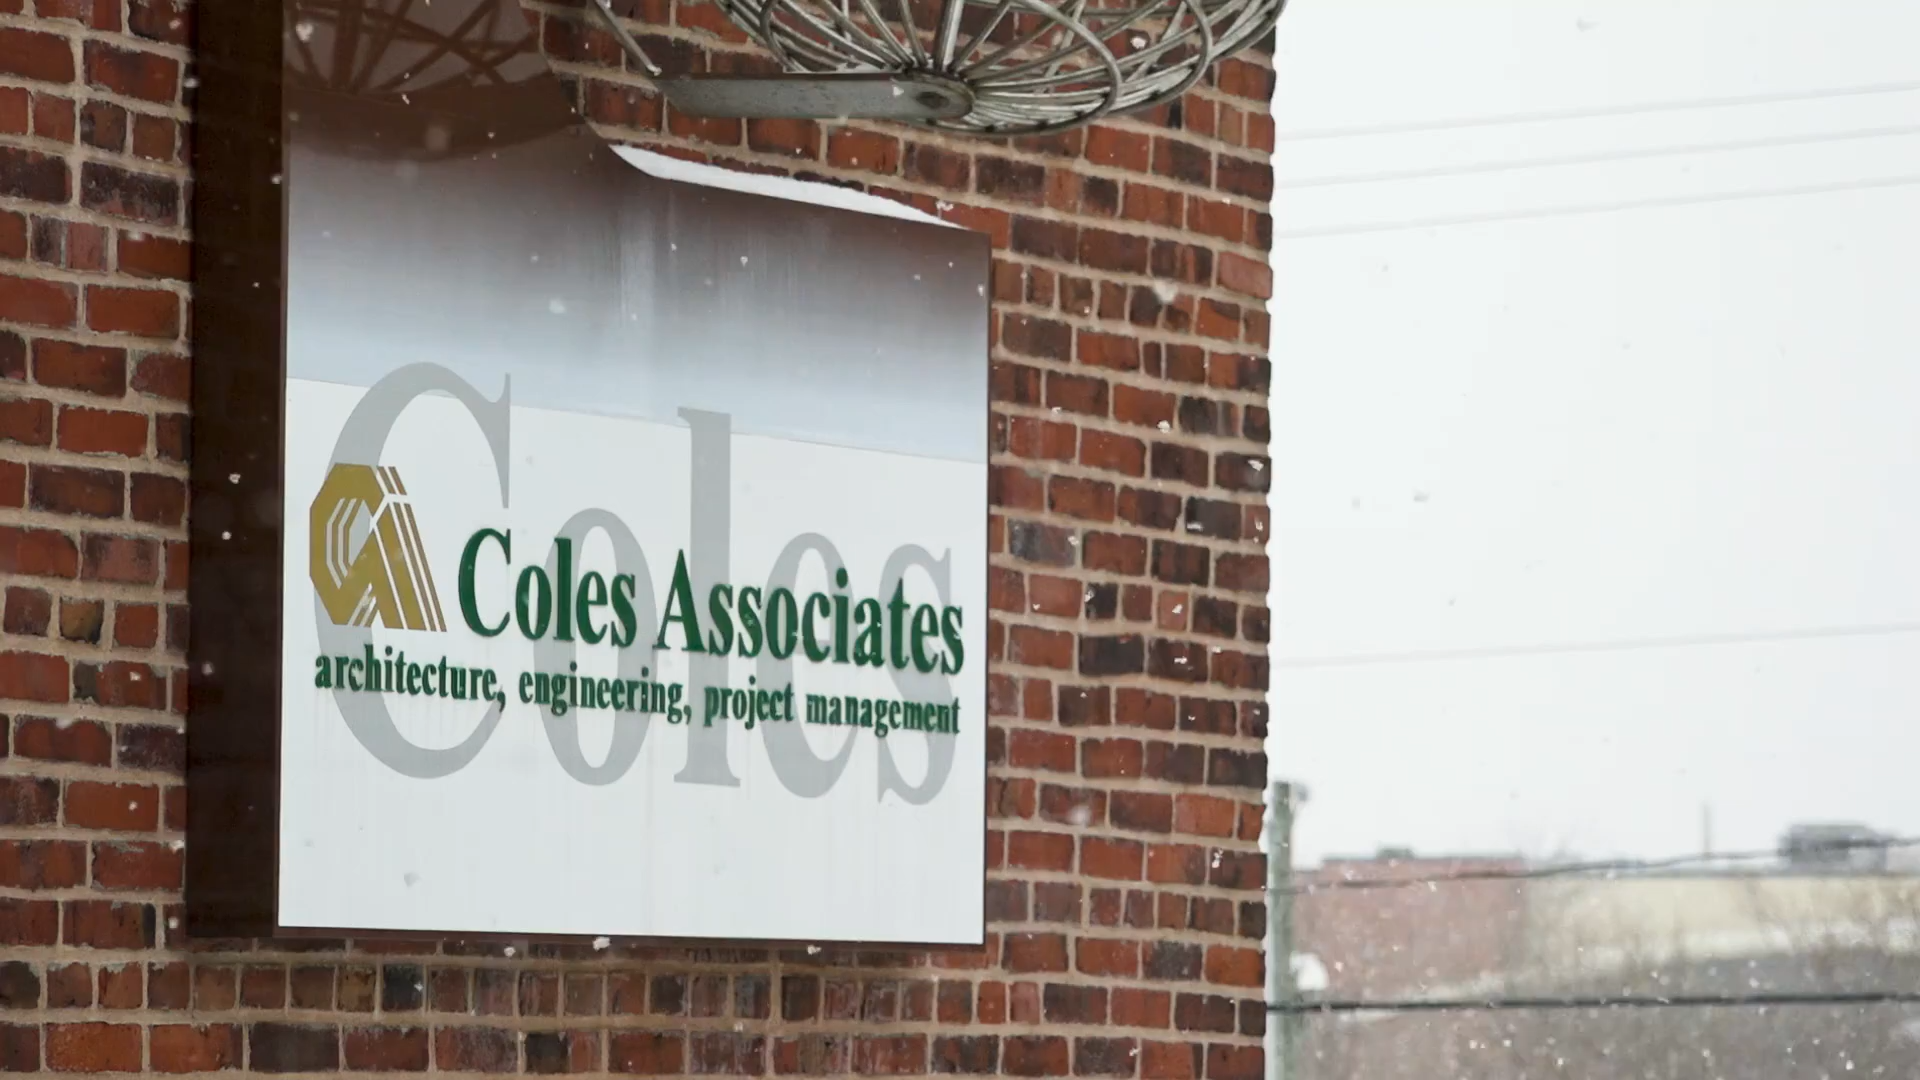 Coles
Coles Associates
architecture, engineering, project management